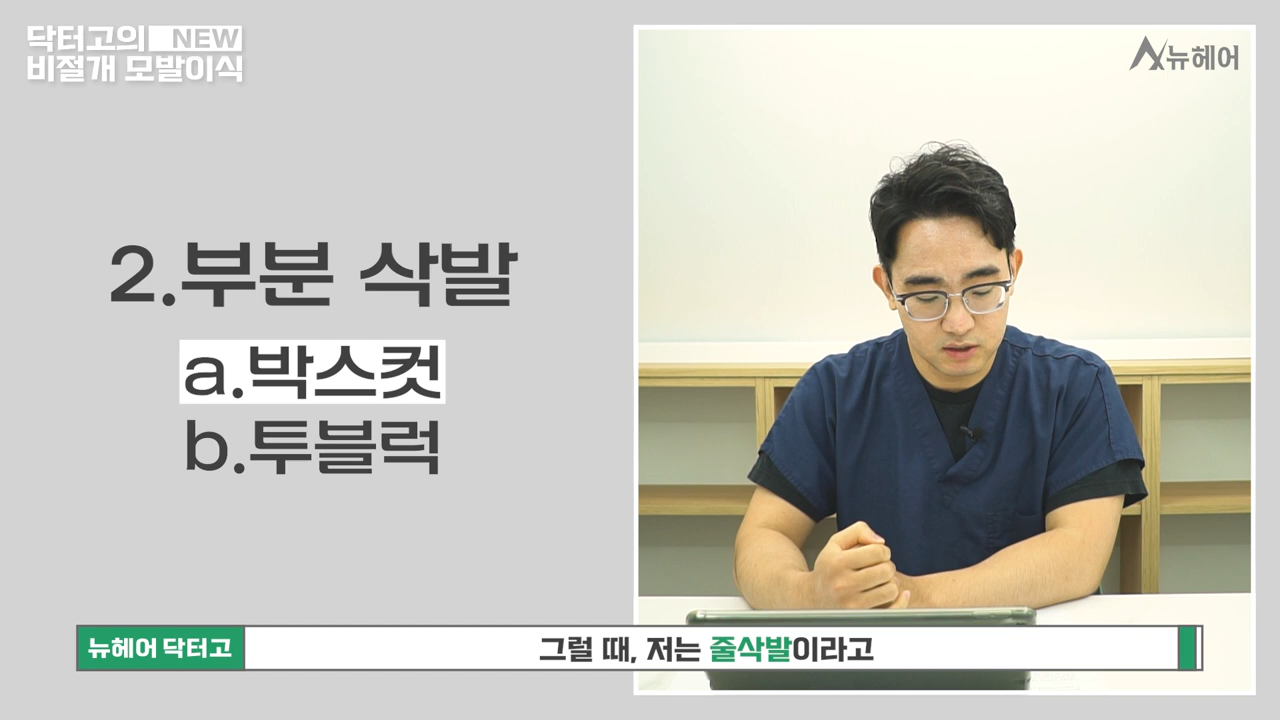 닥터고의 NEW
비절개 모발이식
뉴헤어
2.부분 삭발
a.박스컷
b.투블럭
뉴헤어 닥터고
그럴 때, 저는 줄삭발이라고